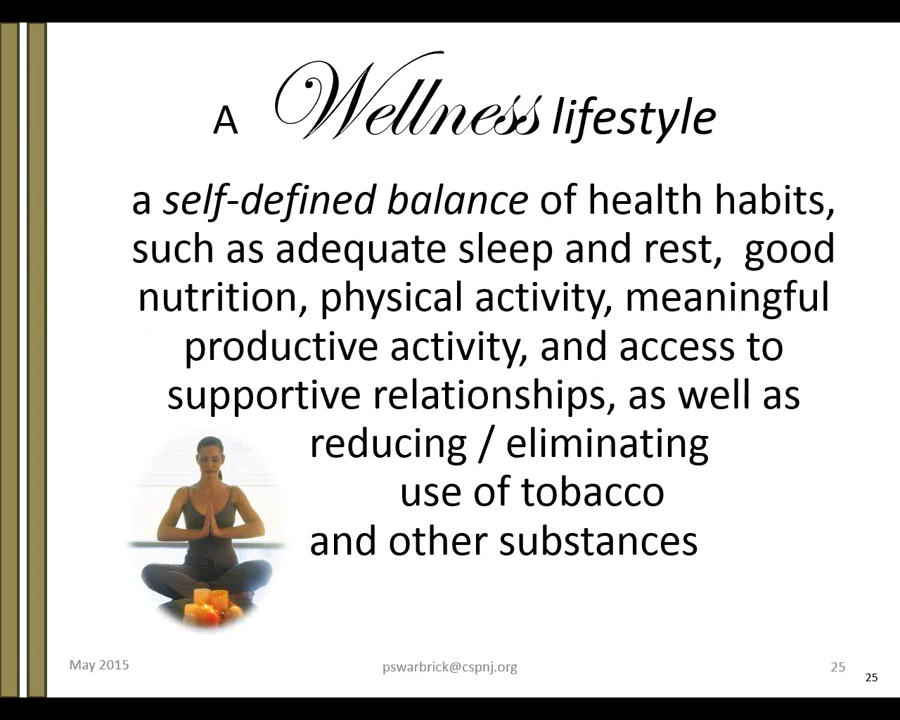 A Wellness lifestyle
a self-defined balance of health habits,
such as adequate sleep and rest, good
nutrition, physical activity, meaningful
productive activity, and access to
supportive relationships, as well as
reducing / eliminating
use of tobacco
and other substances
May 2015 pswarbrick@cspnj.org 25
25